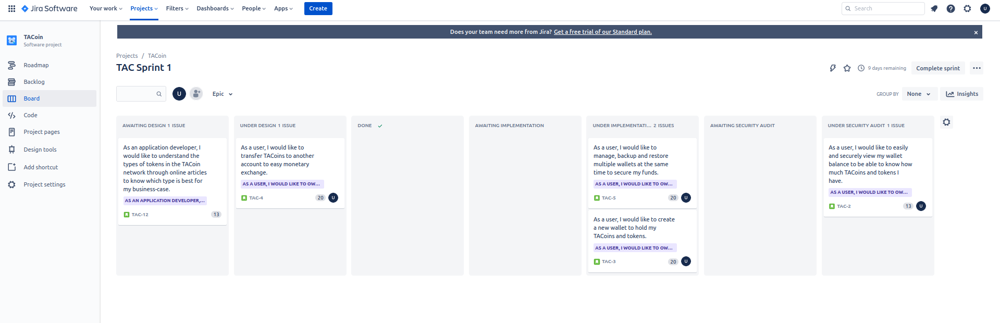 Jira Software
Your work
Projects
Filters
Dashboards
People
Apps
Create
Search
U
TACoin
Software project
Roadmap
Backlog
Board
Code
Project pages
Design tools
Add shortcut
Project settings
Does your team need more from Jira? Get a free trial of our Standard plan.
Projects / TACoin
TAC Sprint 1
9 days remaining
Complete sprint
U
Epic
GROUP BY
None
Insights
AWAITING DESIGN 1 ISSUE
As an application developer, I
would like to understand the
types of tokens in the TACoin
network through online articles
to know which type is best for
my business-case.
AS AN APPLICATION DEVELOPER,...
TAC-12
13
UNDER DESIGN 1 ISSUE
As a user, I would like to
transfer TACoins to another
account to easy monetary
exchange.
AS A USER, I WOULD LIKE TO OW...
TAC-4
20
U
DONE
AWAITING IMPLEMENTATION
UNDER IMPLEMENTATI... 2 ISSUES
As a user, I would like to
manage, backup and restore
multiple wallets at the same
time to secure my funds.
AS A USER, I WOULD LIKE TO OW...
TAC-5
20
U
As a user, I would like to create
a new wallet to hold my
TACoins and tokens.
AS A USER, I WOULD LIKE TO OW...
TAC-3
20
U
AWAITING SECURITY AUDIT
UNDER SECURITY AUDIT 1 ISSUE
As a user, I would like to easily
and securely view my wallet
balance to be able to know how
much TACoins and tokens I
have.
AS A USER, I WOULD LIKE TO OW...
TAC-2
13
U